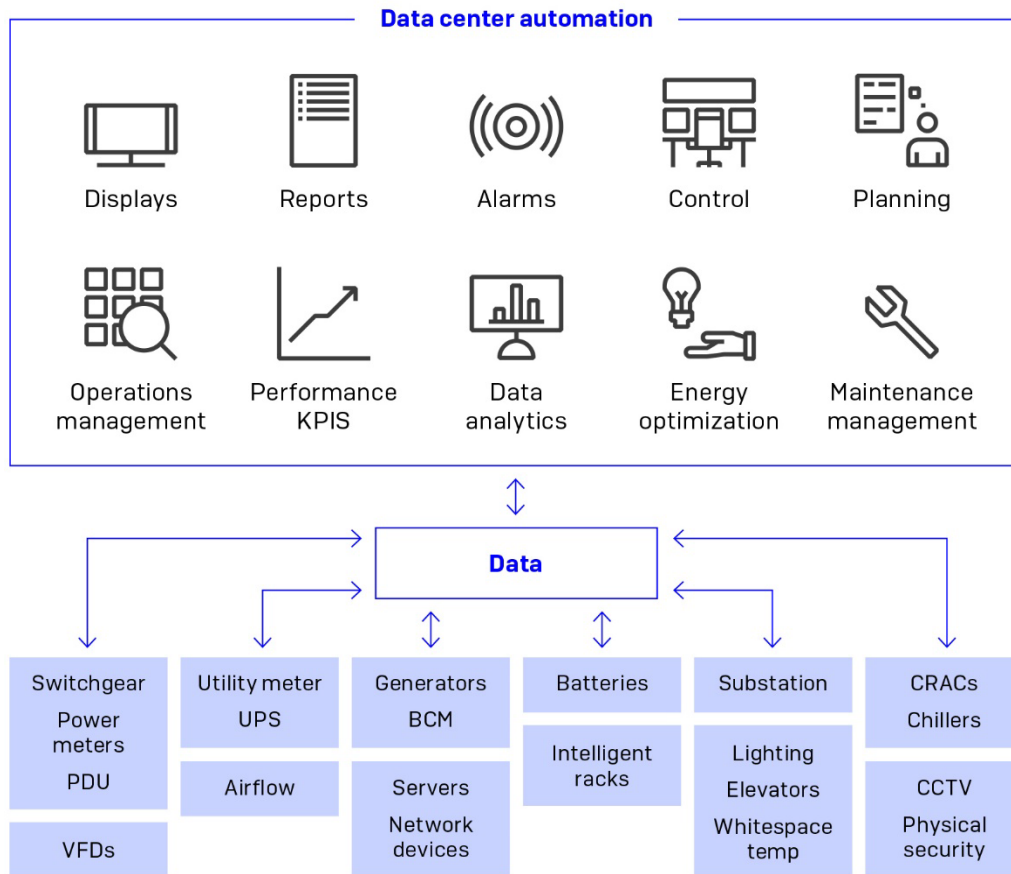 Data center automation
Displays
Reports
Alarms
Control
Planning
Operations
management
Performance
KPIS
Data
analytics
Energy
optimization
Maintenance
management
Data
Switchgear
Power
meters
PDU
VFDs
Utility meter
UPS
Airflow
Generators
BCM
Servers
Network
devices
Batteries
Intelligent
racks
Substation
Lighting
Elevators
Whitespace
temp
CRACs
Chillers
CCTV
Physical
security